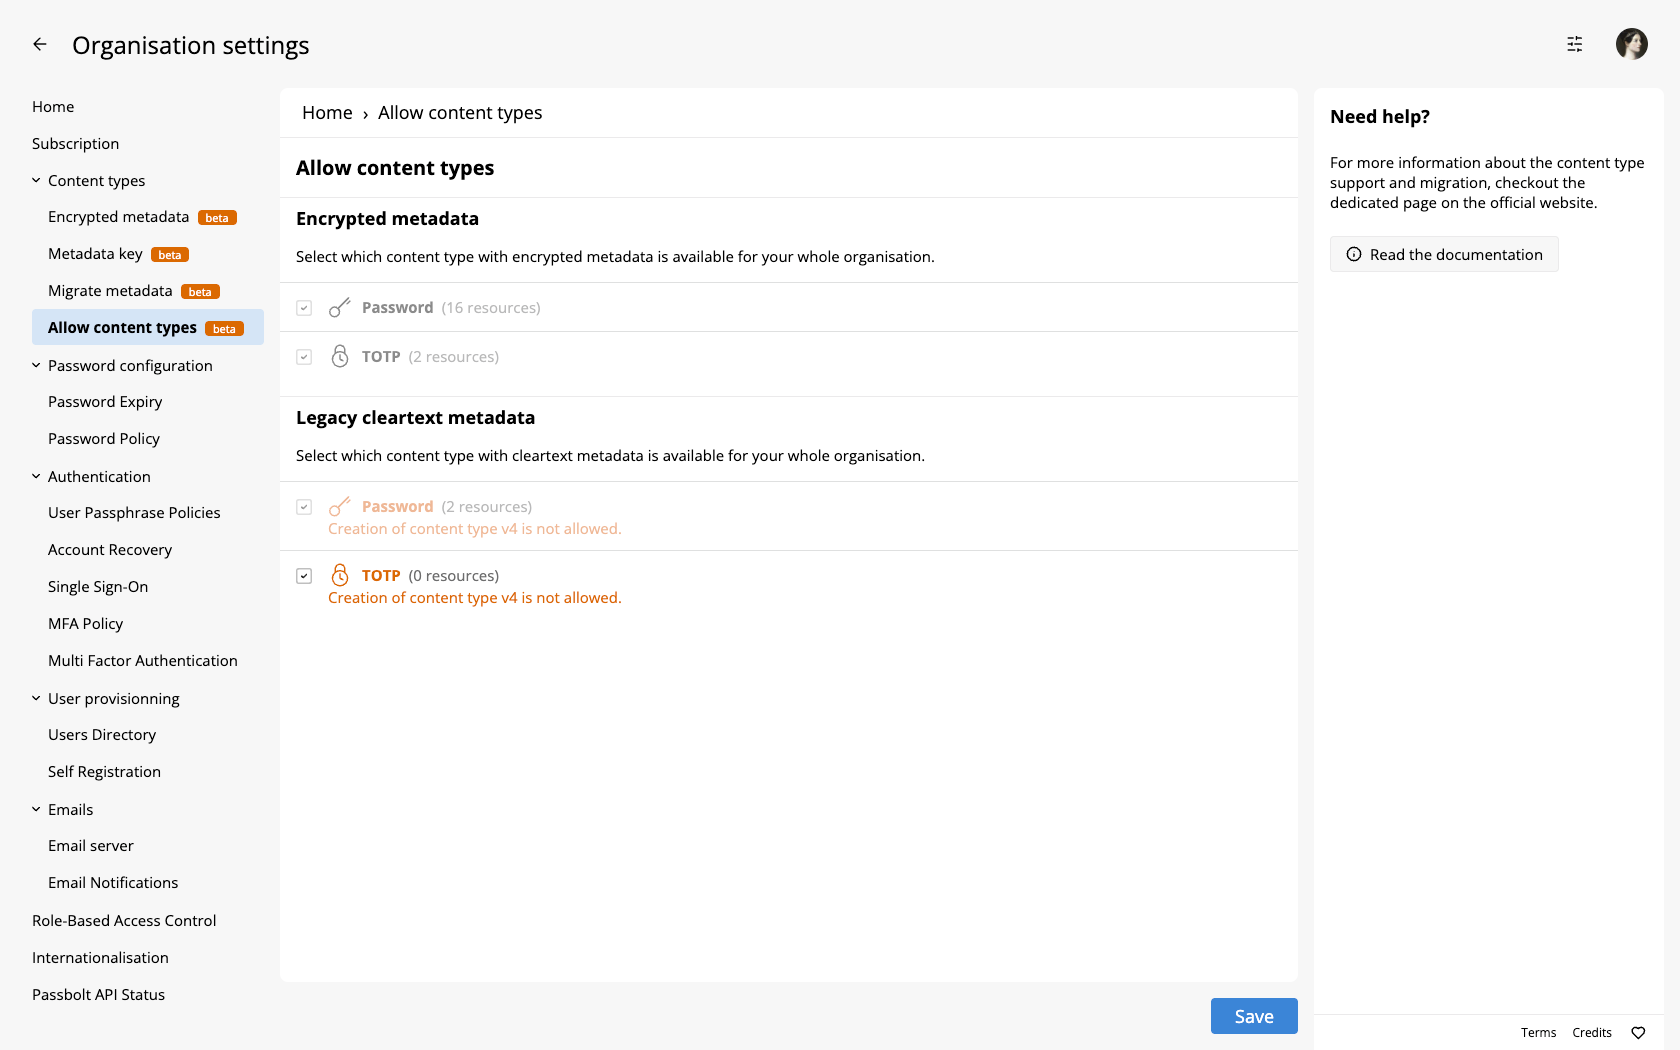 Organisation settings
Home
Subscription
Content types
Encrypted metadata beta
Metadata key beta
Migrate metadata beta
Allow content types beta
Password configuration
Password Expiry
Password Policy
Authentication
User Passphrase Policies
Account Recovery
Single Sign-On
MFA Policy
Multi Factor Authentication
User provisionning
Users Directory
Self Registration
Emails
Email server
Email Notifications
Role-Based Access Control
Internationalisation
Passbolt API Status
Home › Allow content types
Allow content types
Encrypted metadata
Select which content type with encrypted metadata is available for your whole organisation.
Password (16 resources)
TOTP (2 resources)
Legacy cleartext metadata
Select which content type with cleartext metadata is available for your whole organisation.
Password (2 resources)
Creation of content type v4 is not allowed.
TOTP (0 resources)
Creation of content type v4 is not allowed.
Save
Need help?
For more information about the content type
support and migration, checkout the
dedicated page on the official website.
Read the documentation
Terms Credits